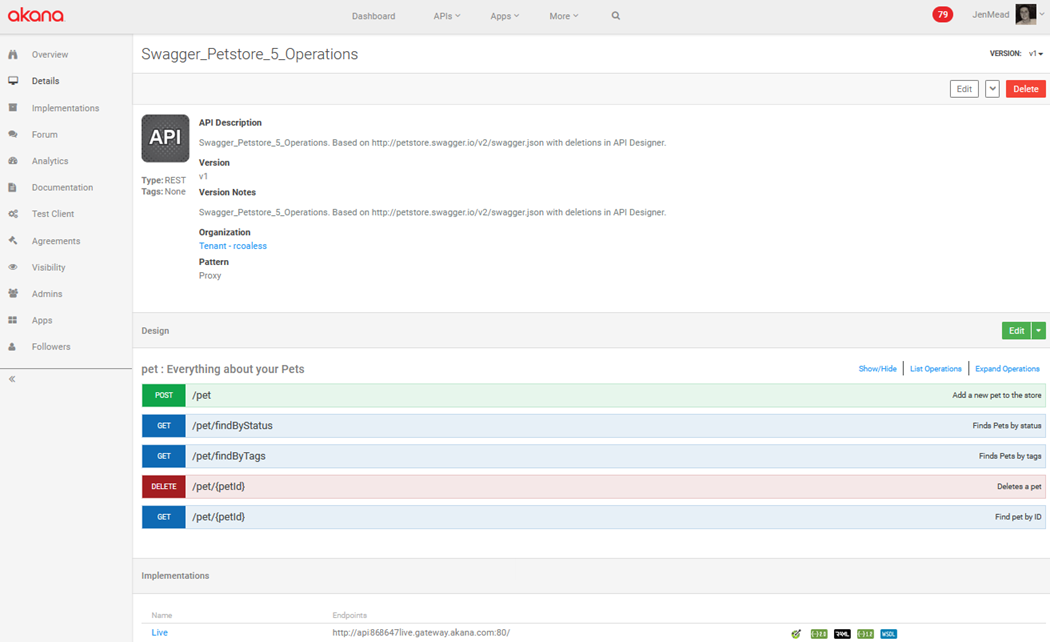 akana
Dashboard
APIs
Apps
More
79
JenMead
Overview
Details
Implementations
Forum
Analytics
Documentation
Test Client
Agreements
Visibility
Admins
Apps
Followers
«
Swagger_Petstore_5_Operations
VERSION: v1
Edit
Delete
API
Type: REST
Tags: None
API Description
Swagger_Petstore_5_Operations. Based on http://petstore.swagger.io/v2/swagger.json with deletions in API Designer.
Version
v1
Version Notes
Swagger_Petstore_5_Operations. Based on http://petstore.swagger.io/v2/swagger.json with deletions in API Designer.
Organization
Tenant - rcoaless
Pattern
Proxy
Design
Edit
pet : Everything about your Pets
Show/Hide
List Operations
Expand Operations
POST /pet Add a new pet to the store
GET /pet/findByStatus Finds Pets by status
GET /pet/findByTags Finds Pets by tags
DELETE /pet/{petId} Deletes a pet
GET /pet/{petId} Find pet by ID
Implementations
Name Endpoints
Live http://api868647live.gateway.akana.com:80/
{-}2.0 RAML {-}1.2 WSDL